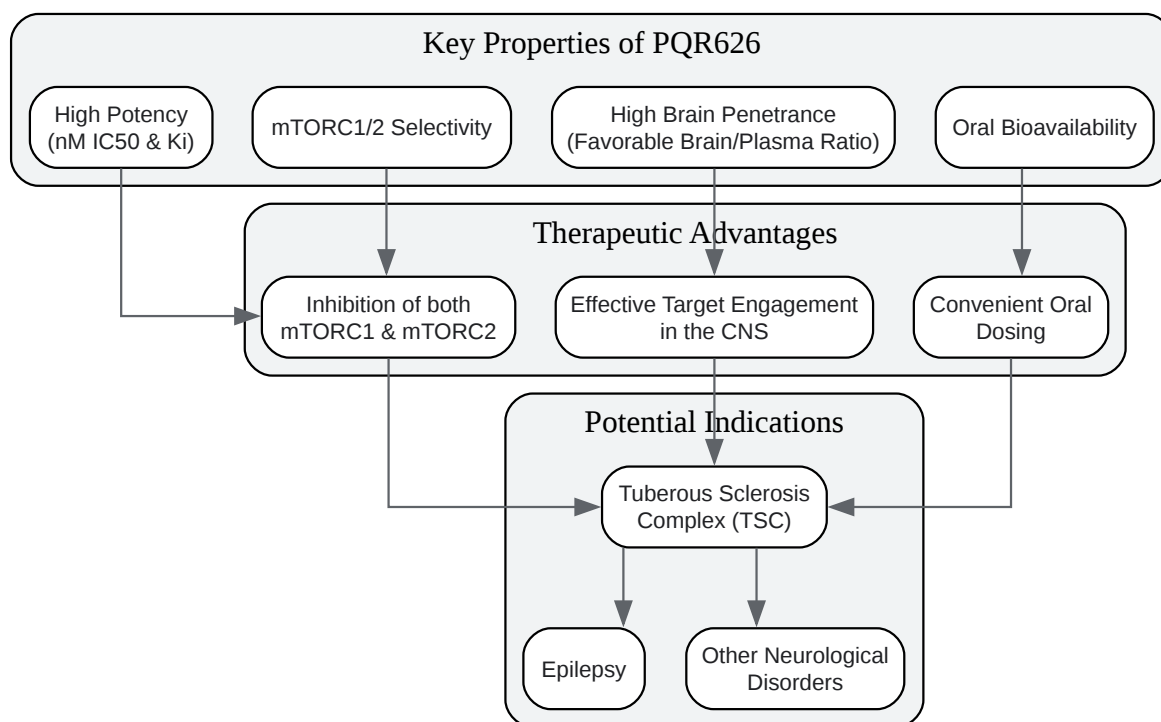 Key Properties of PQR626
High Potency
(nM IC50 & Ki)
mTORC1/2 Selectivity
High Brain Penetrance
(Favorable Brain/Plasma Ratio)
Oral Bioavailability
Therapeutic Advantages
Inhibition of both
mTORC1 & mTORC2
Effective Target Engagement
in the CNS
Convenient Oral
Dosing
Potential Indications
Tuberous Sclerosis
Complex (TSC)
Epilepsy
Other Neurological
Disorders